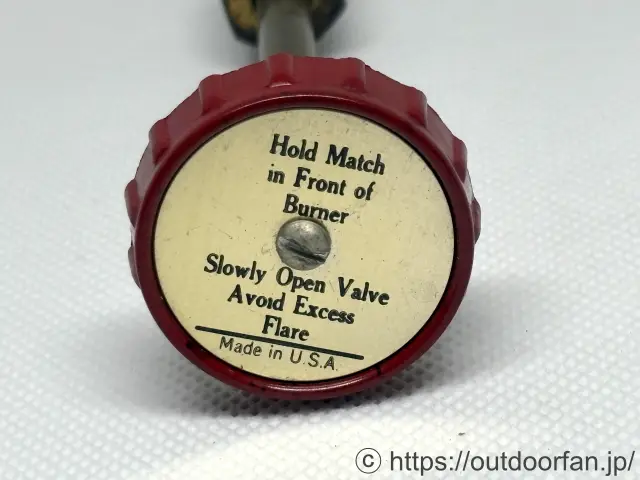 Hold Match
in Front of
Burner
Slowly Open Valve
Avoid Excess
Flare
Made in U.S.A.
© https://outdoorfan.jp/